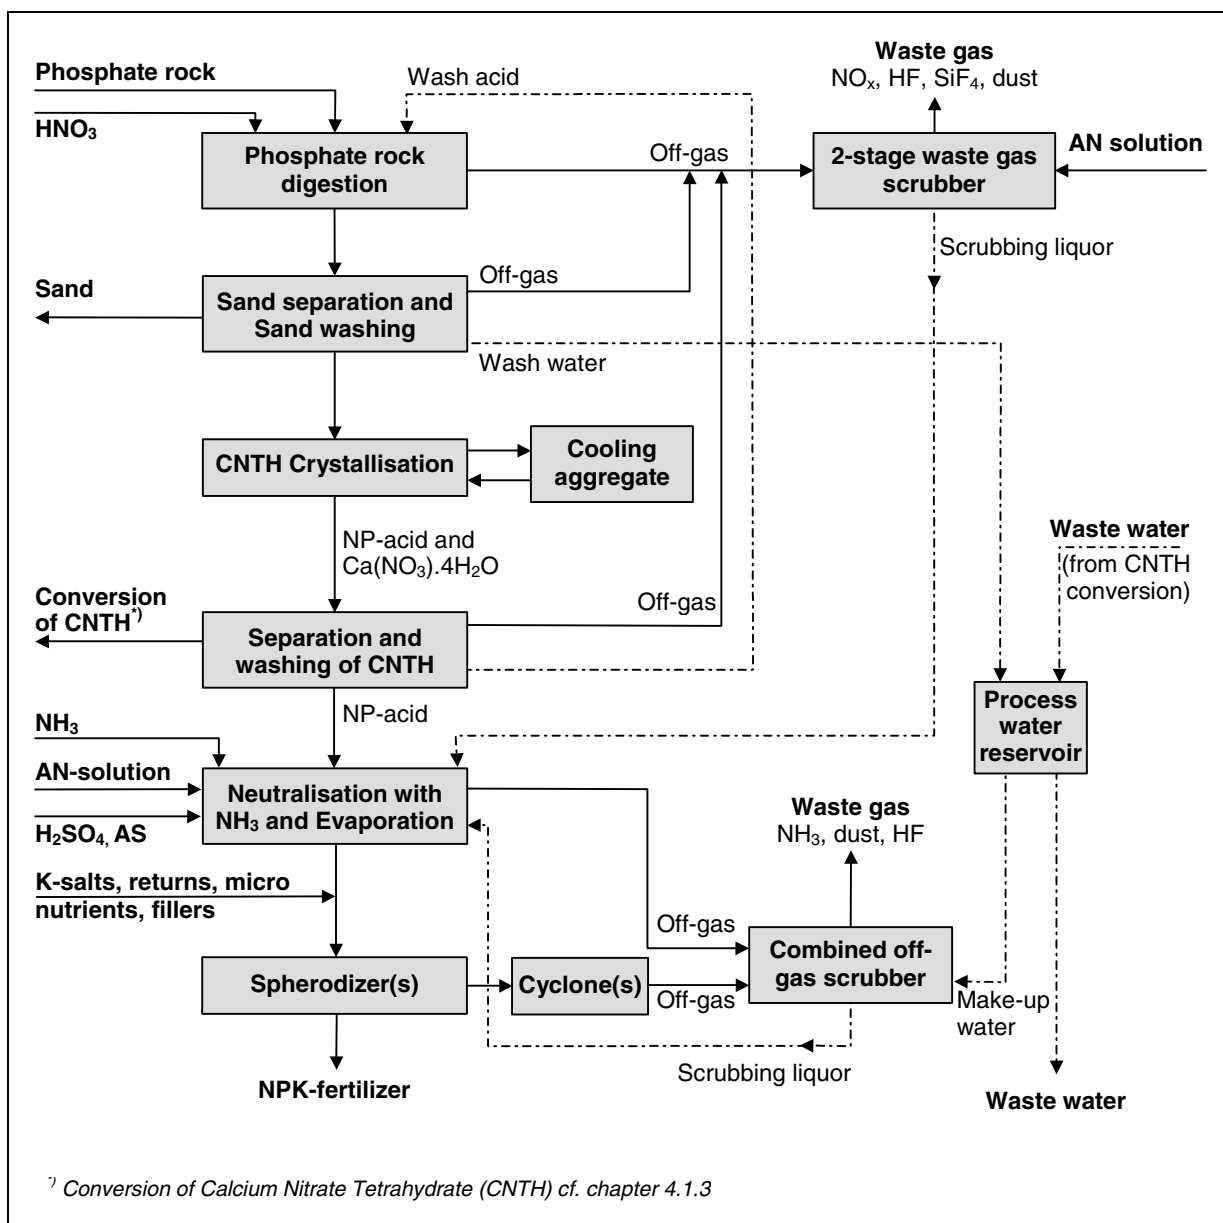 Phosphate rock
HNO₃
Wash acid
Waste gas
NOₓ, HF, SiF₄, dust
Phosphate rock
digestion
Off-gas
2-stage waste gas
scrubber
AN solution
Scrubbing liquor
Sand
Sand separation and
Sand washing
Off-gas
Wash water
CNTH Crystallisation
Cooling
aggregate
NP-acid and
Ca(NO₃).4H₂O
Waste water
(from CNTH
conversion)
Conversion
of CNTH*)
Separation and
washing of CNTH
Off-gas
NP-acid
Process
water
reservoir
NH₃
AN-solution
H₂SO₄, AS
Neutralisation with
NH₃ and Evaporation
Waste gas
NH₃, dust, HF
K-salts, returns, micro
nutrients, fillers
Off-gas
Combined off-
gas scrubber
Spherodizer(s)
Cyclone(s)
Off-gas
Make-up
water
Scrubbing liquor
NPK-fertilizer
Waste water
*) Conversion of Calcium Nitrate Tetrahydrate (CNTH) cf. chapter 4.1.3